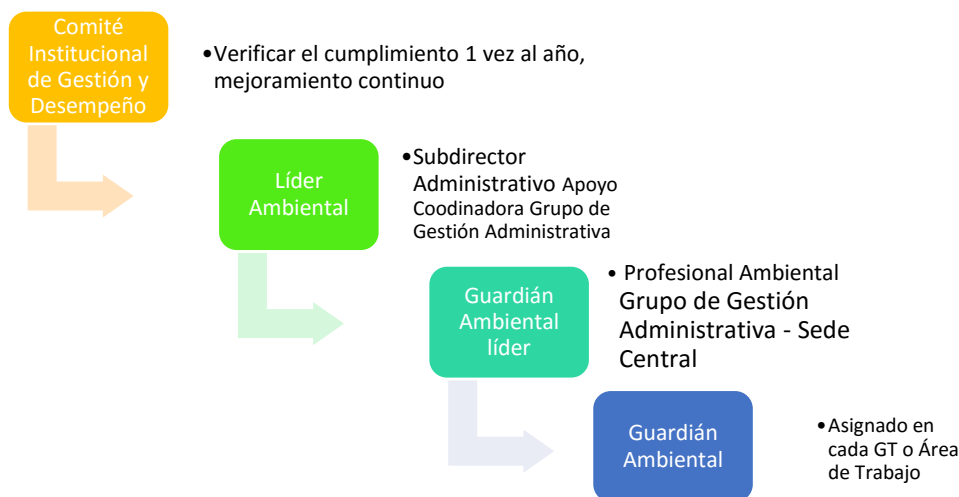 Comité
Institucional
de Gestión y
Desempeño
•Verificar el cumplimiento 1 vez al año,
mejoramiento continuo
Líder
Ambiental
•Subdirector
Administrativo Apoyo
Coodinadora Grupo de
Gestión Administrativa
Guardián
Ambiental
líder
• Profesional Ambiental
Grupo de Gestión
Administrativa - Sede
Central
Guardián
Ambiental
•Asignado en
cada GT o Área
de Trabajo